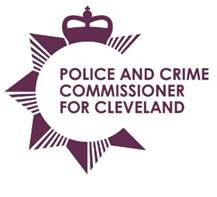 POLICE AND CRIME
COMMISSIONER
FOR CLEVELAND